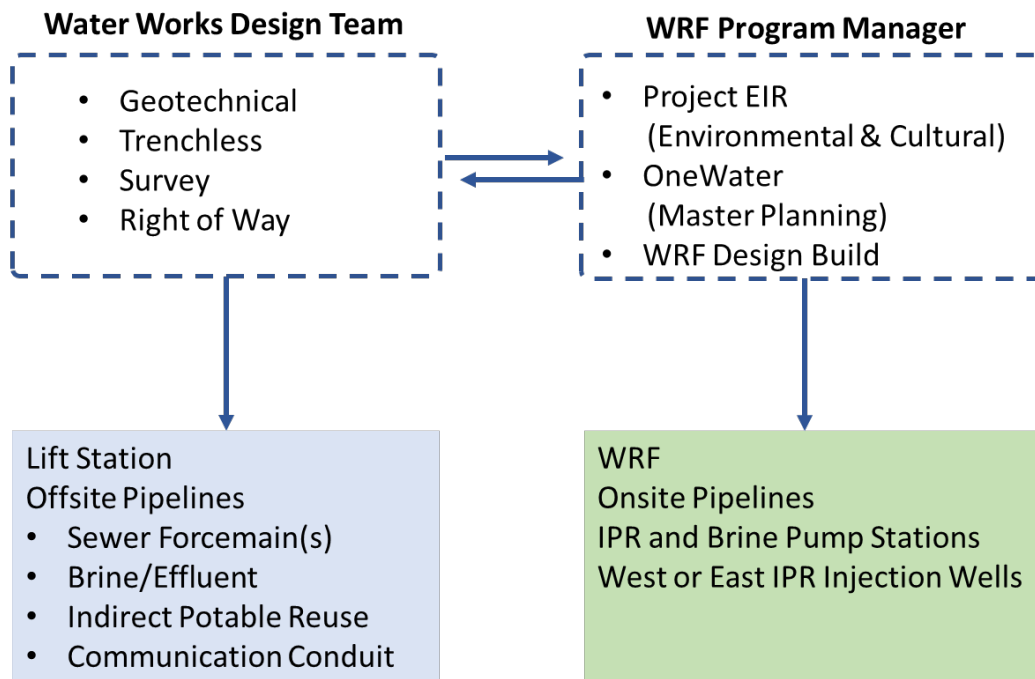 Water Works Design Team
• Geotechnical
• Trenchless
• Survey
• Right of Way
WRF Program Manager
• Project EIR
(Environmental & Cultural)
• OneWater
(Master Planning)
• WRF Design Build
Lift Station
Offsite Pipelines
• Sewer Forcemain(s)
• Brine/Effluent
• Indirect Potable Reuse
• Communication Conduit
WRF
Onsite Pipelines
IPR and Brine Pump Stations
West or East IPR Injection Wells